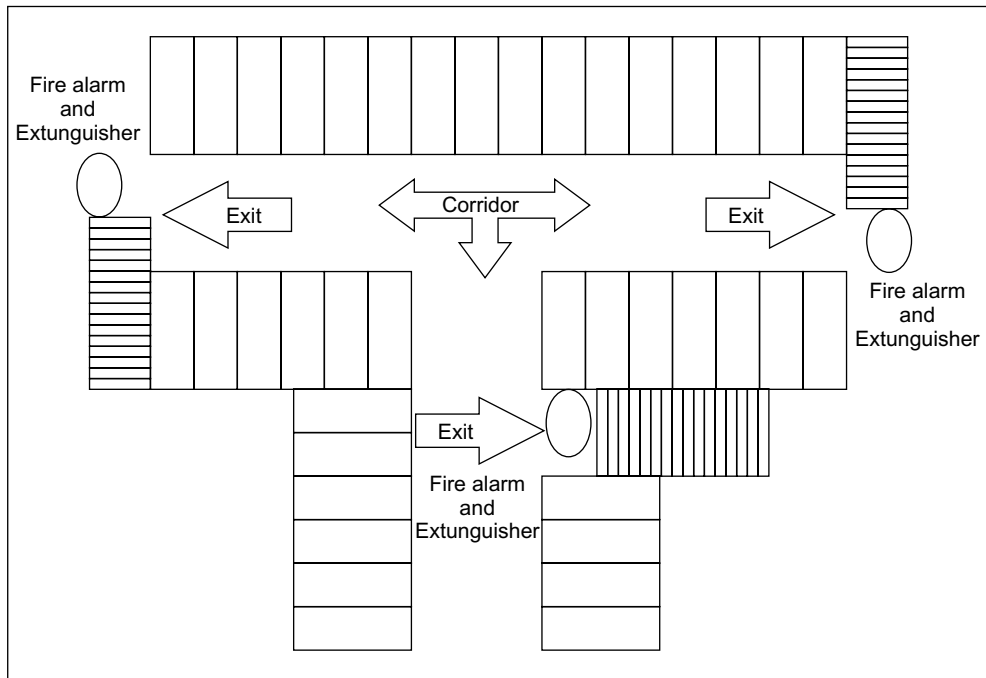 Fire alarm
and
Extunguisher
Exit
Corridor
Exit
Fire alarm
and
Extunguisher
Exit
Fire alarm
and
Extunguisher